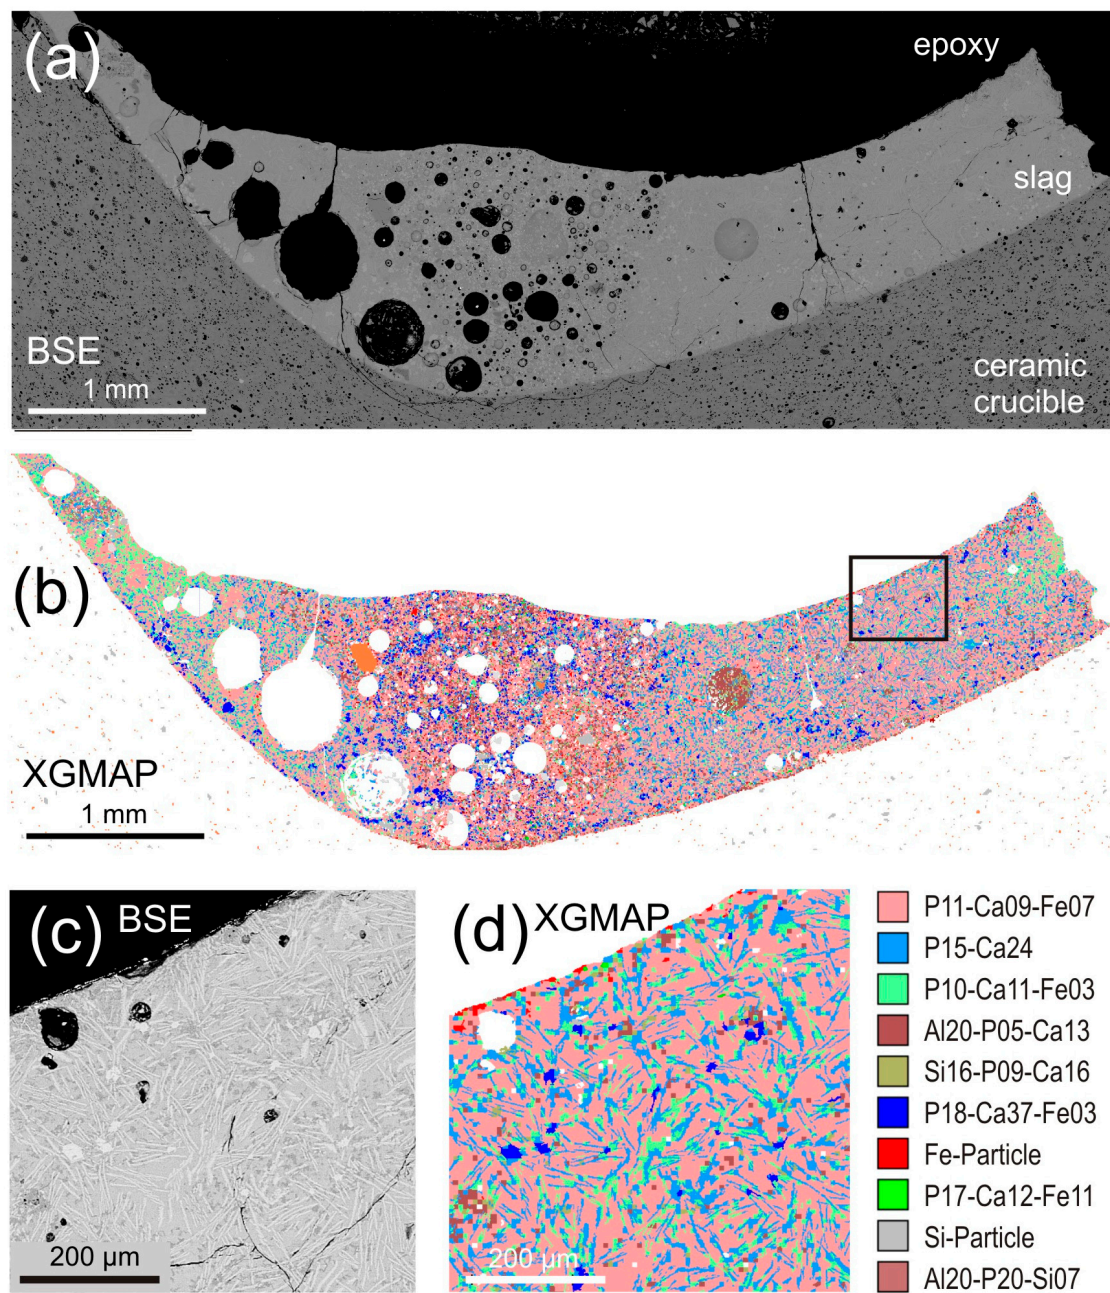 (a)
epoxy
slag
BSE
1 mm
ceramic
crucible
(b)
XGMAP
1 mm
(c) BSE
200 µm
(d) XGMAP
200 µm
P11-Ca09-Fe07
P15-Ca24
P10-Ca11-Fe03
Al20-P05-Ca13
Si16-P09-Ca16
P18-Ca37-Fe03
Fe-Particle
P17-Ca12-Fe11
Si-Particle
Al20-P20-Si07